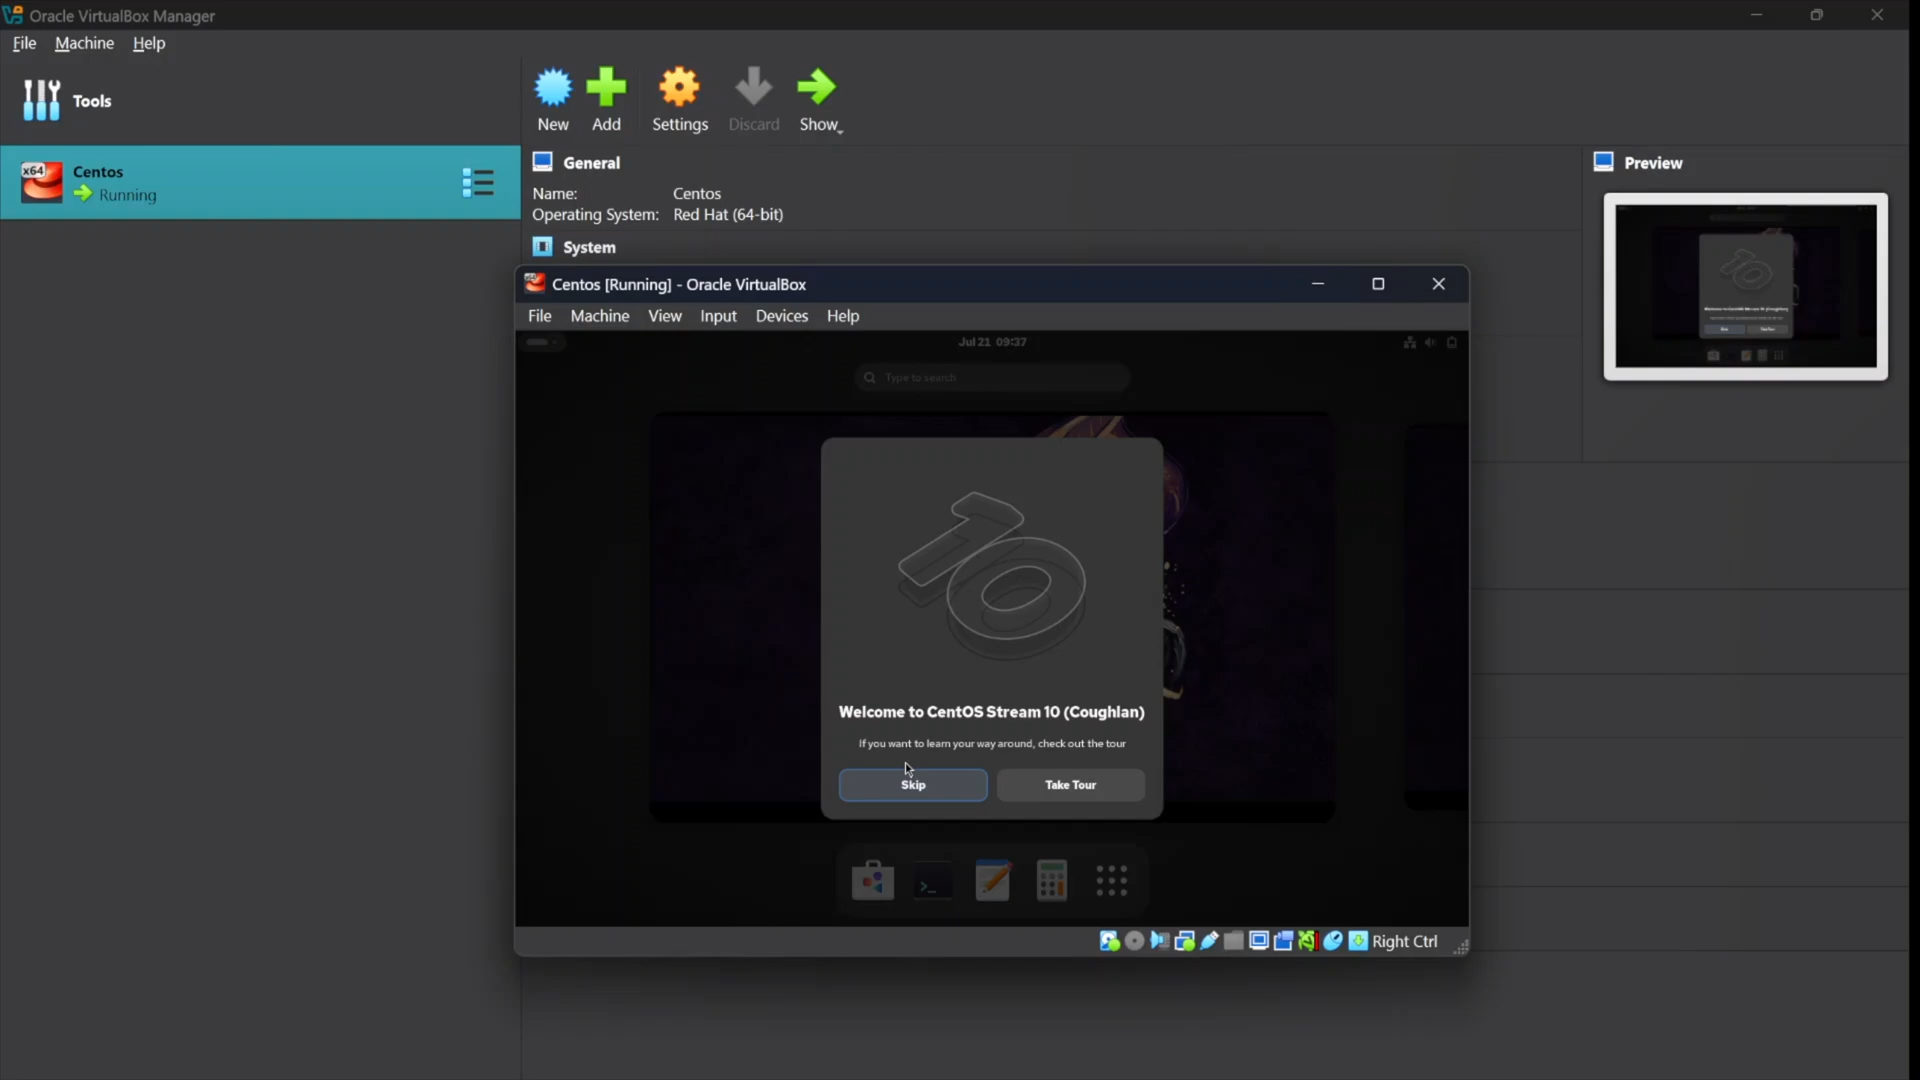 Oracle VirtualBox Manager
File Machine Help
Tools
New Add Settings Discard Show
x64 Centos
Running
General
Name: Centos
Operating System: Red Hat (64-bit)
System
Preview
Centos [Running] - Oracle VirtualBox
File Machine View Input Devices Help
Jul 21 09:37
Type to search
10
Welcome to CentOS Stream 10 (Coughlan)
If you want to learn your way around, check out the tour
Skip Take Tour
Right Ctrl